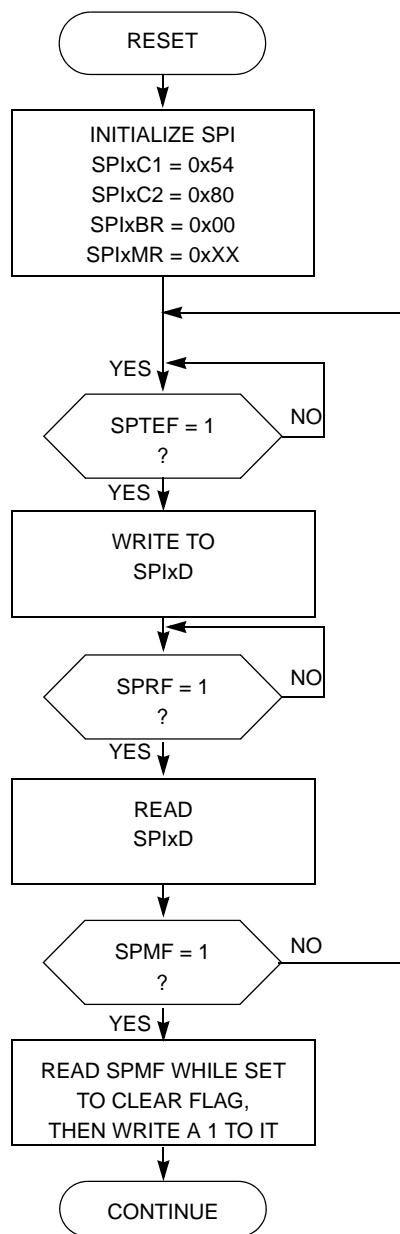 RESET
INITIALIZE SPI
SPIxC1 = 0x54
SPIxC2 = 0x80
SPIxBR = 0x00
SPIxMR = 0xXX
YES
SPTEF = 1
?
NO
YES
WRITE TO
SPIxD
SPRF = 1
?
NO
YES
READ
SPIxD
SPMF = 1
?
NO
YES
READ SPMF WHILE SET
TO CLEAR FLAG,
THEN WRITE A 1 TO IT
CONTINUE